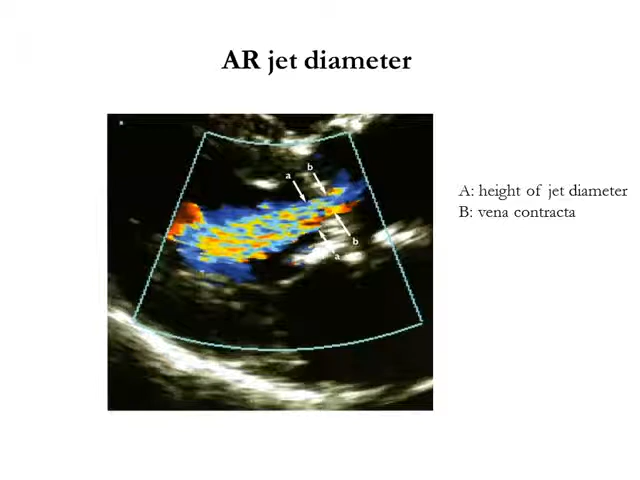 AR jet diameter
b
a
A: height of jet diameter
B: vena contracta
b
a